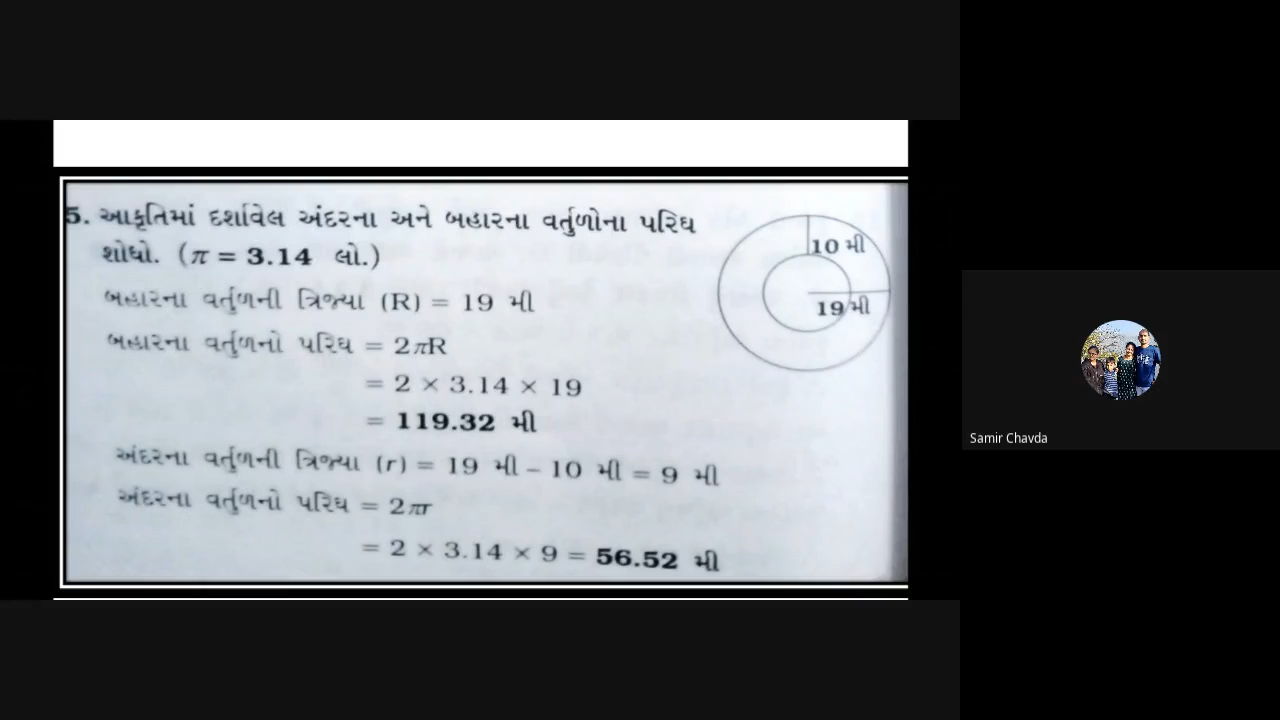 5. આકૃતિમાં દર્શાવેલ અંદરના અને બહારના વર્તુળોના પરિઘ
શોધો. (π = 3.14 લો.)
10 મી
19 મી
બહારના વર્તુળની ત્રિજ્યા (R) = 19 મી
બહારના વર્તુળનો પરિઘ = 2πR
= 2 × 3.14 × 19
= 119.32 મી
અંદરના વર્તુળની ત્રિજ્યા (r) = 19 મી – 10 મી = 9 મી
અંદરના વર્તુળનો પરિઘ = 2πr
= 2 × 3.14 × 9 = 56.52 મી
Samir Chavda